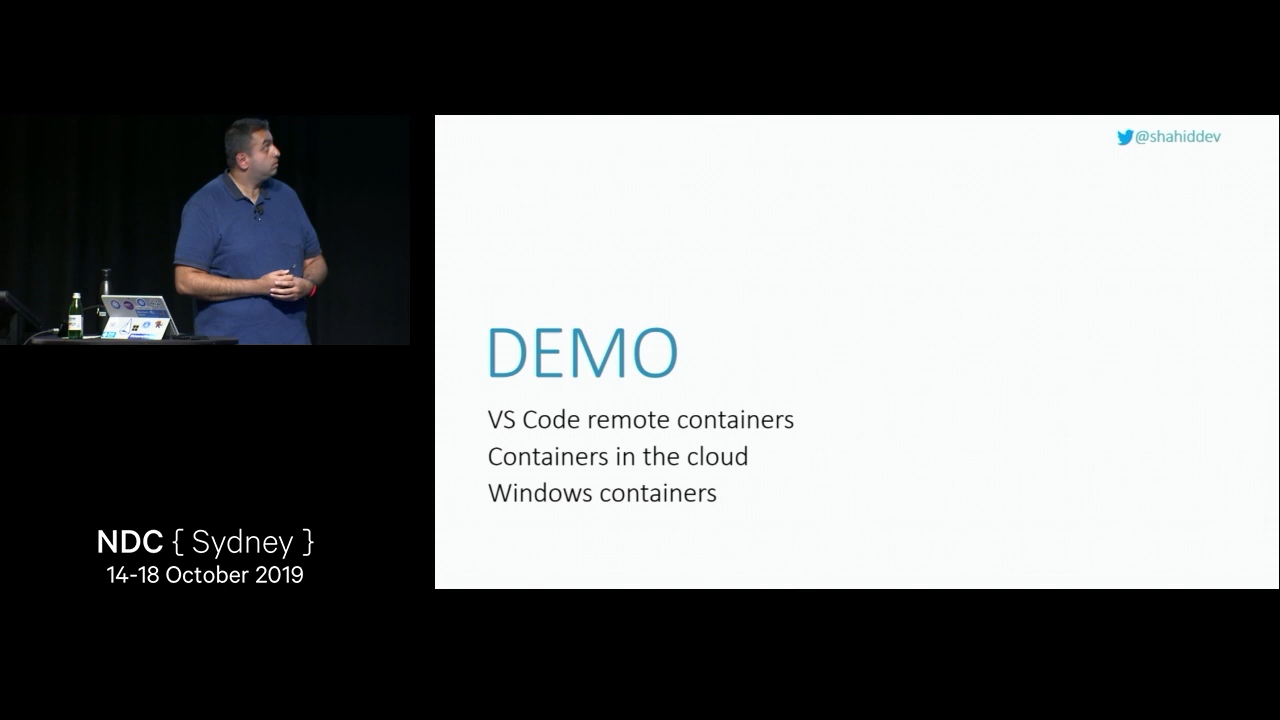 @shahiddev
DEMO
VS Code remote containers
Containers in the cloud
Windows containers
NDC { Sydney }
14-18 October 2019